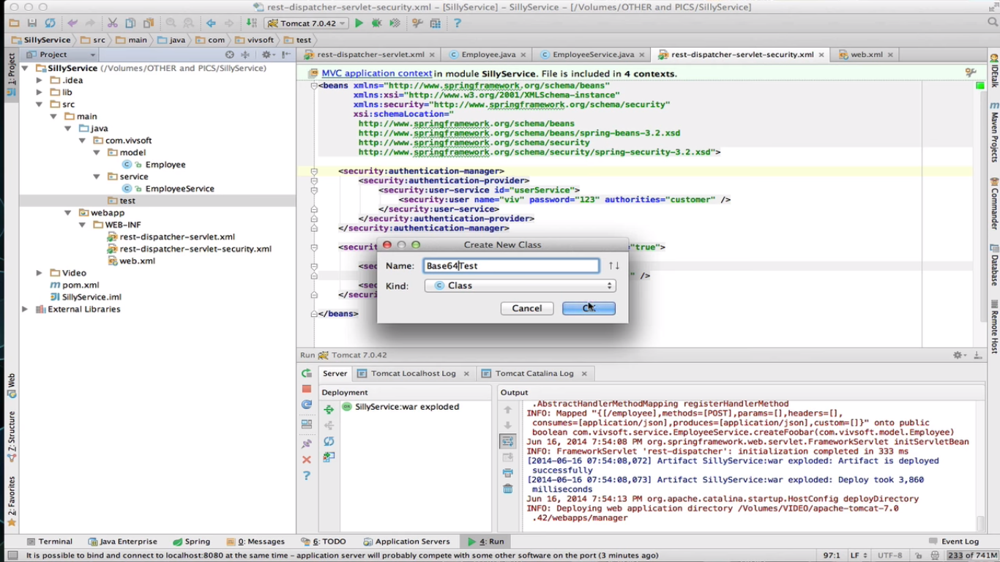 rest-dispatcher-servlet-security.xml - [SillyService] - SillyService - [/Volumes/OTHER and PICS/SillyService]
Tomcat 7.0.42
SillyService src main java com vivsoft test
Project
rest-dispatcher-servlet.xml Employee.java EmployeeService.java rest-dispatcher-servlet-security.xml web.xml
1: Project
SillyService (/Volumes/OTHER and PICS/SillyService)
.idea
lib
src
main
java
com.vivsoft
model
Employee
service
EmployeeService
test
webapp
WEB-INF
rest-dispatcher-servlet.xml
rest-dispatcher-servlet-security.xml
web.xml
Video
pom.xml
SillyService.iml
External Libraries
Web
Z: Structure
2: Favorites
MVC application context in module SillyService. File is included in 4 contexts.
<beans xmlns="http://www.springframework.org/schema/beans"
xmlns:xsi="http://www.w3.org/2001/XMLSchema-instance"
xmlns:security="http://www.springframework.org/schema/security"
xsi:schemaLocation="
http://www.springframework.org/schema/beans
http://www.springframework.org/schema/beans/spring-beans-3.2.xsd
http://www.springframework.org/schema/security
http://www.springframework.org/schema/security/spring-security-3.2.xsd">
<security:authentication-manager>
<security:authentication-provider>
<security:user-service id="userService">
<security:user name="viv" password="123" authorities="customer" />
</security:user-service>
</security:authentication-provider>
</security:authentication-manager>
<securit "true">
<se
" />
<se
</secur
</beans>
Create New Class
Name: Base64Test
Kind: Class
Cancel
IDEtalk
Maven Projects
Commander
Database
Remote Host
Run Tomcat 7.0.42
Server Tomcat Localhost Log Tomcat Catalina Log
Deployment
SillyService:war exploded
Output
.AbstractHandlerMethodMapping registerHandlerMethod
INFO: Mapped "{[/employee],methods=[POST],params=[],headers=[],
consumes=[application/json],produces=[application/json],custom=[]}" onto public
boolean com.vivsoft.service.EmployeeService.createFoobar(com.vivsoft.model.Employee)
Jun 16, 2014 7:54:08 PM org.springframework.web.servlet.FrameworkServlet initServletBean
INFO: FrameworkServlet 'rest-dispatcher': initialization completed in 333 ms
[2014-06-16 07:54:08,072] Artifact SillyService:war exploded: Artifact is deployed
successfully
[2014-06-16 07:54:08,073] Artifact SillyService:war exploded: Deploy took 3,860
milliseconds
Jun 16, 2014 7:54:13 PM org.apache.catalina.startup.HostConfig deployDirectory
INFO: Deploying web application directory /Volumes/VIDEO/apache-tomcat-7.0
.42/webapps/manager
Terminal Java Enterprise Spring 0: Messages 6: TODO Application Servers 4: Run Event Log
It is possible to bind and connect to localhost:8080 at the same time - application server will probably compete with some other software on the port (3 minutes ago) 97:1 LF UTF-8 233 of 741M